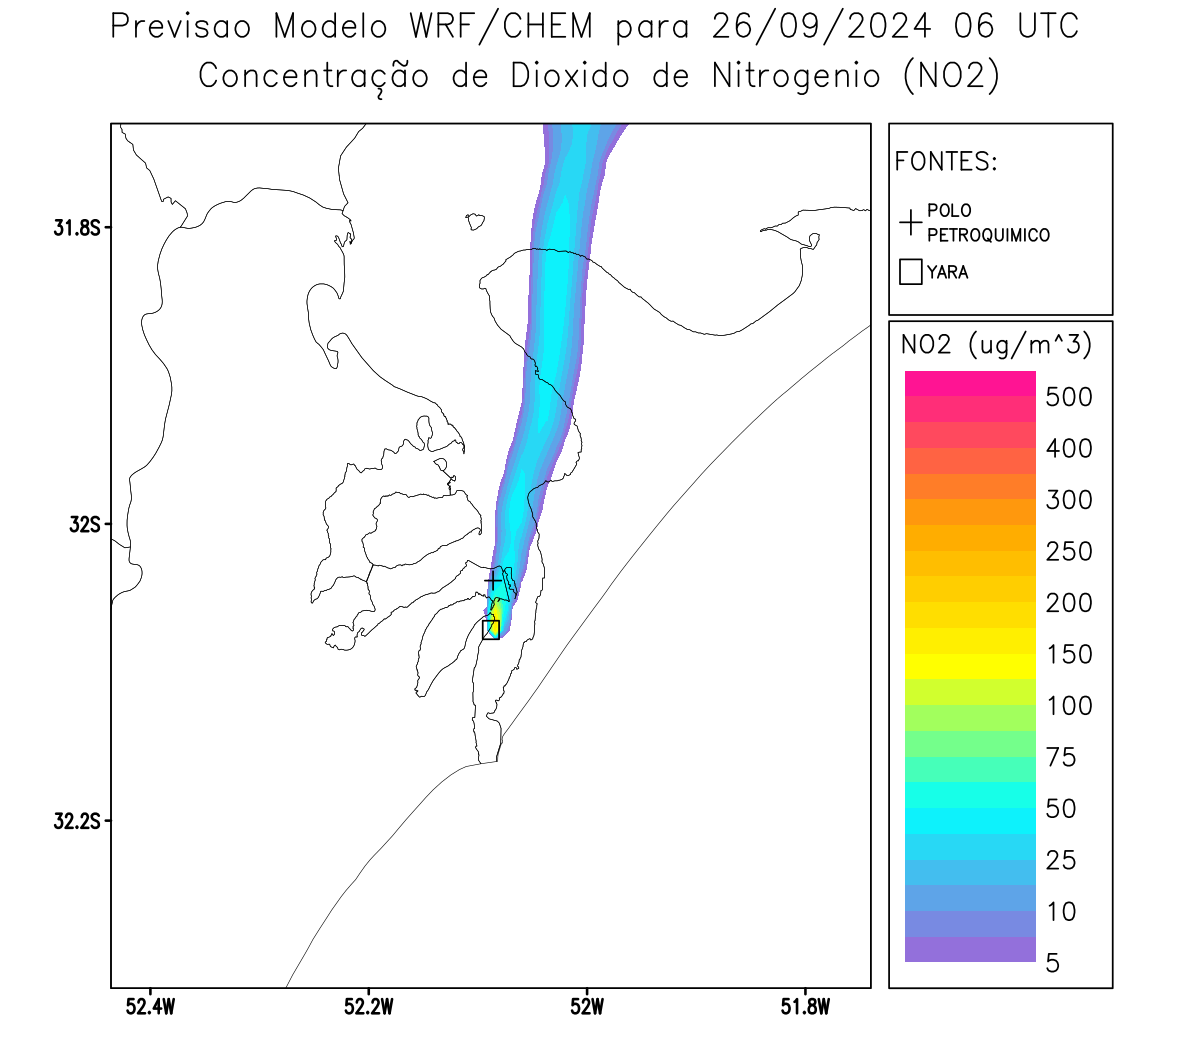 Previsao Modelo WRF/CHEM para 26/09/2024 06 UTC
Concentração de Dioxido de Nitrogenio (NO2)
FONTES:
POLO
PETROQUIMICO
YARA
31.8S
32S
32.2S
52.4W
52.2W
52W
51.8W
NO2 (ug/m^3)
500
400
300
250
200
150
100
75
50
25
10
5